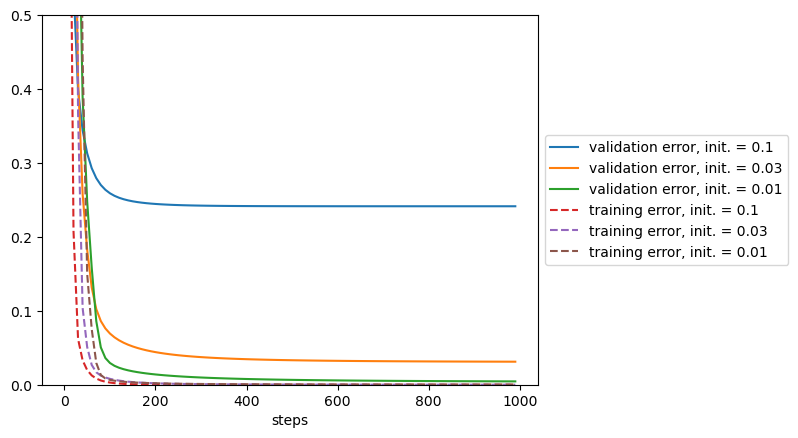 0.5
0.4
0.3
0.2
0.1
0.0
0
200
400
600
800
1000
steps
validation error, init. = 0.1
validation error, init. = 0.03
validation error, init. = 0.01
training error, init. = 0.1
training error, init. = 0.03
training error, init. = 0.01